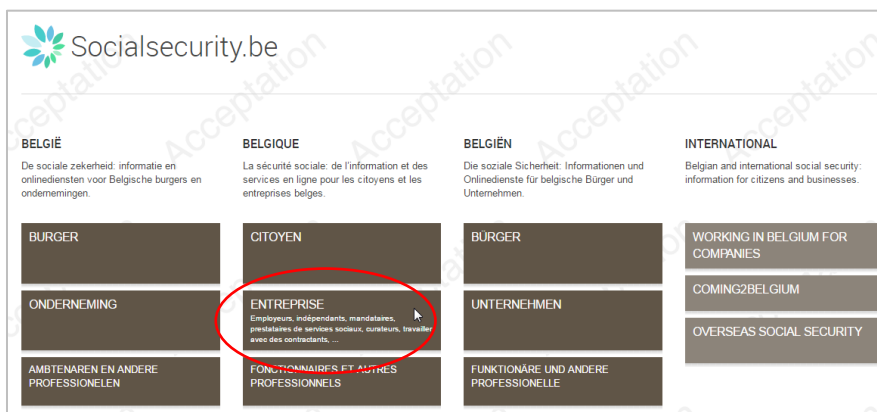 Socialsecurity.be
BELGIË
De sociale zekerheid: informatie en
onlinediensten voor Belgische burgers en
ondernemingen.
BURGER
ONDERNEMING
AMBTENAREN EN ANDERE
PROFESSIONELEN
BELGIQUE
La sécurité sociale: de l'information et des
services en ligne pour les citoyens et les
entreprises belges.
CITOYEN
ENTREPRISE
Employeurs, indépendants, mandataires,
prestataires de services sociaux, curateurs, travailler
avec des contractants, ...
FONCTIONNAIRES ET AUTRES
PROFESSIONNELS
BELGIËN
Die soziale Sicherheit: Informationen und
Onlinedienste für belgische Bürger und
Unternehmen.
BÜRGER
UNTERNEHMEN
FUNKTIONÄRE UND ANDERE
PROFESSIONELLE
INTERNATIONAL
Belgian and international social security:
information for citizens and businesses.
WORKING IN BELGIUM FOR
COMPANIES
COMING2BELGIUM
OVERSEAS SOCIAL SECURITY
Acceptation
Acceptation
Acceptation
Acceptation
Acceptation
Acceptation